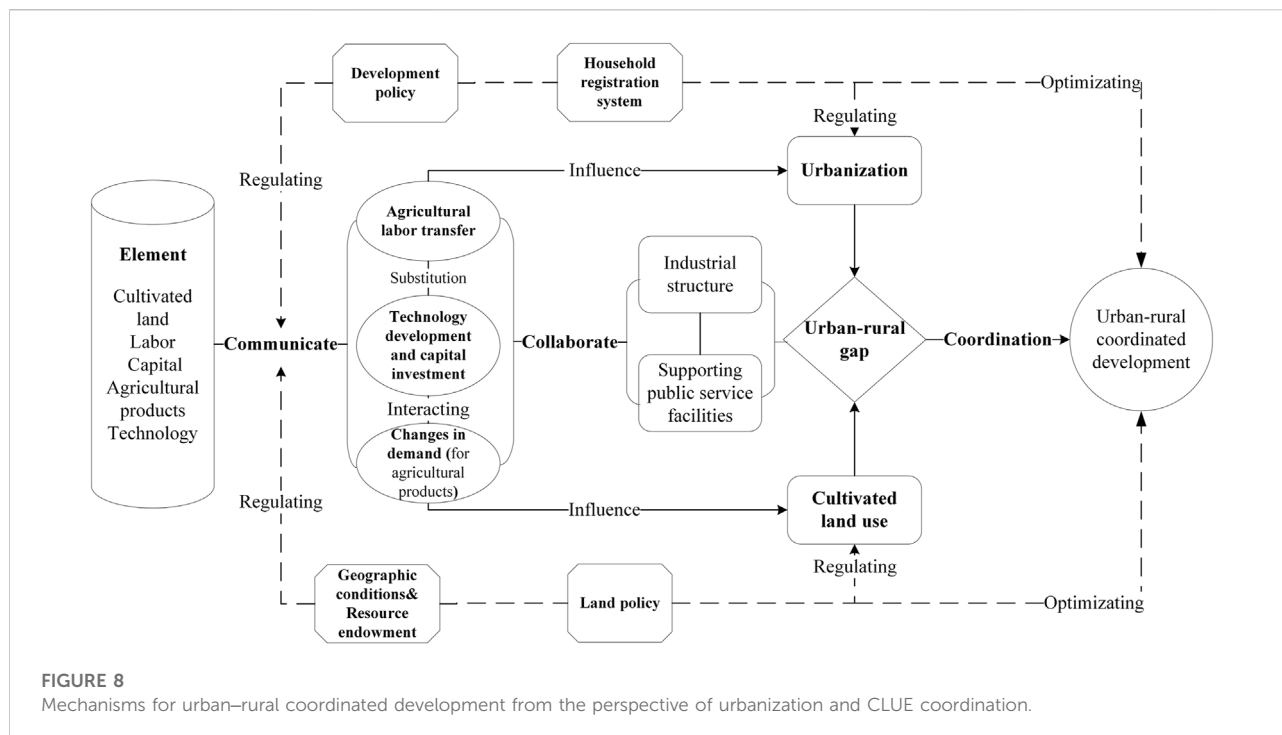 Development
policy
Household
registration
system
Optimizating
Regulating
Regulating
Influence
Urbanization
Element
Cultivated
land
Labor
Capital
Agricultural
products
Technology
Communicate
Agricultural
labor transfer
Substitution
Technology
development
and capital
investment
Interacting
Changes in
demand (for
agricultural
products)
Collaborate
Industrial
structure
Supporting
public service
facilities
Urban-rural
gap
Coordination
Urban-rural
coordinated
development
Regulating
Influence
Cultivated
land use
Regulating
Geographic
conditions&
Resource
endowment
Land policy
Optimizating
FIGURE 8
Mechanisms for urban–rural coordinated development from the perspective of urbanization and CLUE coordination.